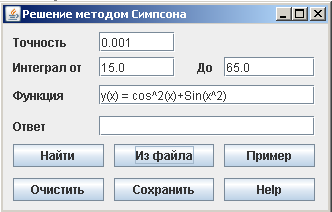 Решение методом Симпсона
Точность 0.001
Интеграл от 15.0 До 65.0
Функция y(x) = cos^2(x)+Sin(x^2)
Ответ
Найти Из файла Пример
Очистить Сохранить Help